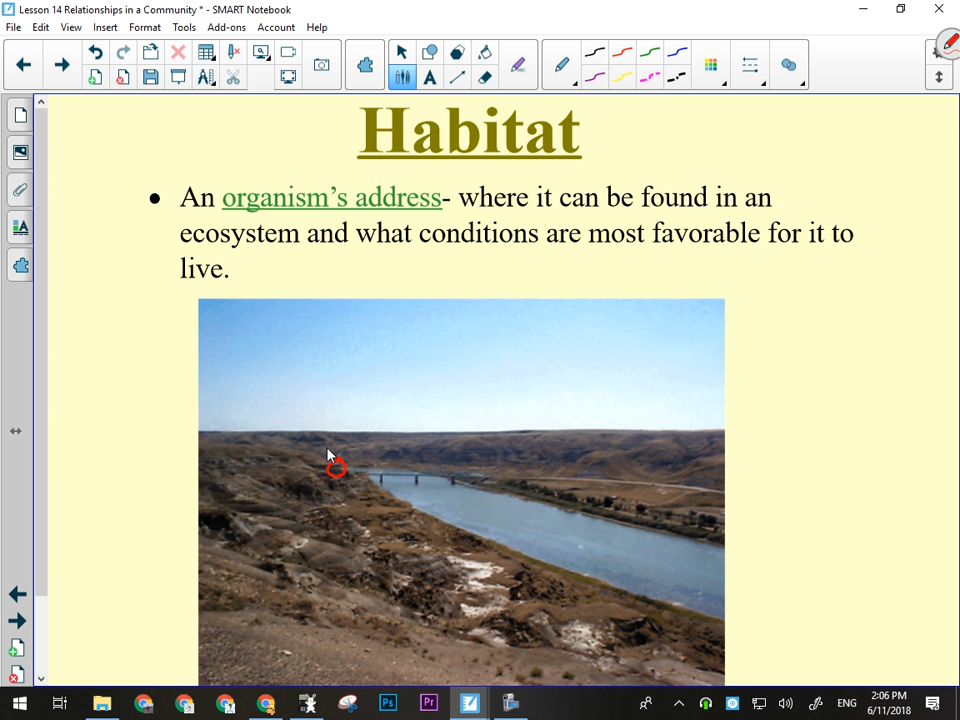 Lesson 14 Relationships in a Community * - SMART Notebook
File Edit View Insert Format Tools Add-ons Account Help
Habitat
• An organism's address- where it can be found in an
ecosystem and what conditions are most favorable for it to
live.
Ps
Pr
ENG
2:06 PM
6/11/2018